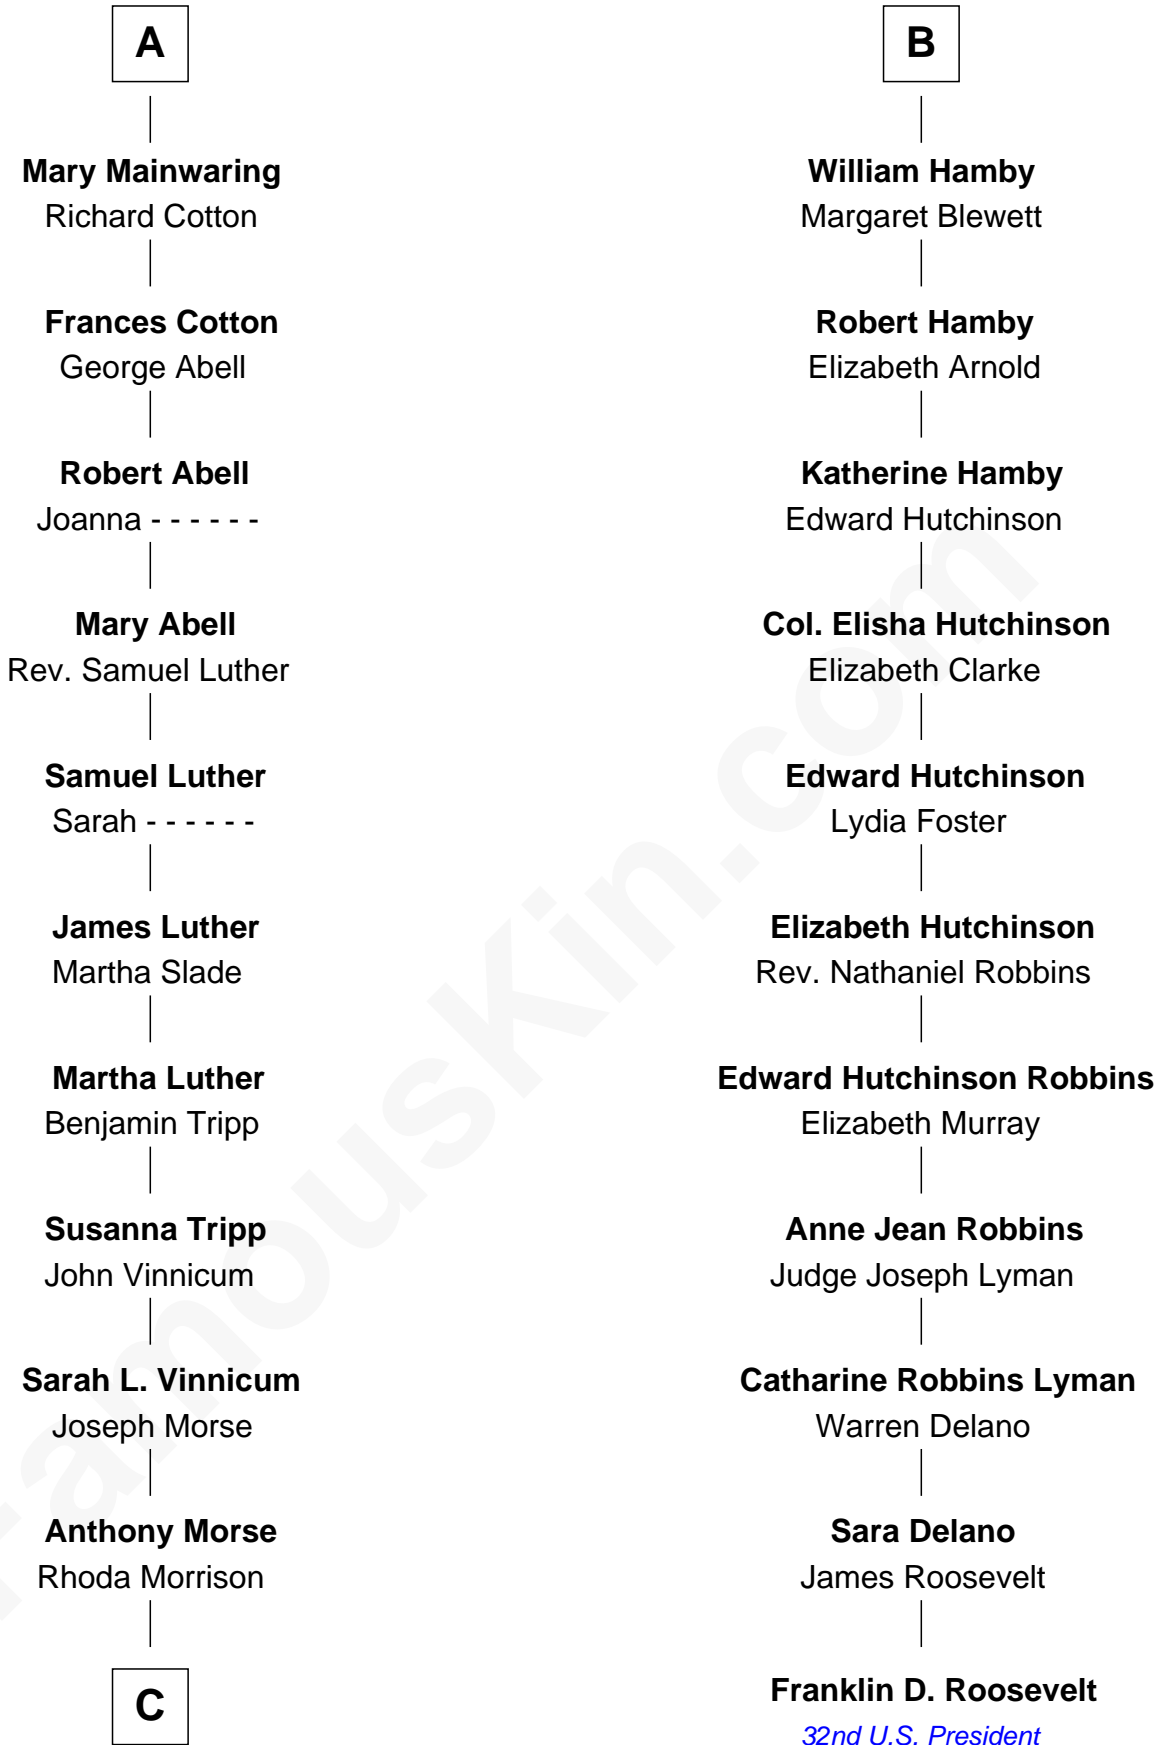 A
Mary Mainwaring
Richard Cotton
Frances Cotton
George Abell
Robert Abell
Joanna - - - - - -
Mary Abell
Rev. Samuel Luther
Samuel Luther
Sarah - - - - - -
James Luther
Martha Slade
Martha Luther
Benjamin Tripp
Susanna Tripp
John Vinnicum
Sarah L. Vinnicum
Joseph Morse
Anthony Morse
Rhoda Morrison
C
B
William Hamby
Margaret Blewett
Robert Hamby
Elizabeth Arnold
Katherine Hamby
Edward Hutchinson
Col. Elisha Hutchinson
Elizabeth Clarke
Edward Hutchinson
Lydia Foster
Elizabeth Hutchinson
Rev. Nathaniel Robbins
Edward Hutchinson Robbins
Elizabeth Murray
Anne Jean Robbins
Judge Joseph Lyman
Catharine Robbins Lyman
Warren Delano
Sara Delano
James Roosevelt
Franklin D. Roosevelt
32nd U.S. President
FamousKin.com